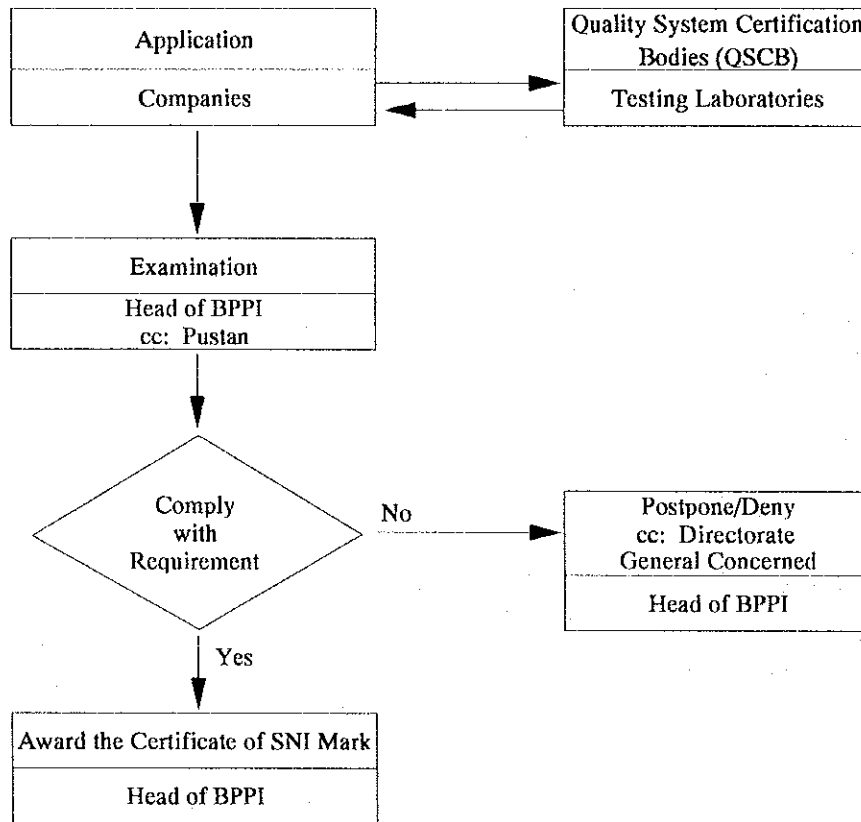 Application
Companies
Quality System Certification
Bodies (QSCB)
Testing Laboratories
Examination
Head of BPPI
cc: Pustan
Comply
with
Requirement
No
Postpone/Deny
cc: Directorate
General Concerned
Head of BPPI
Yes
Award the Certificate of SNI Mark
Head of BPPI